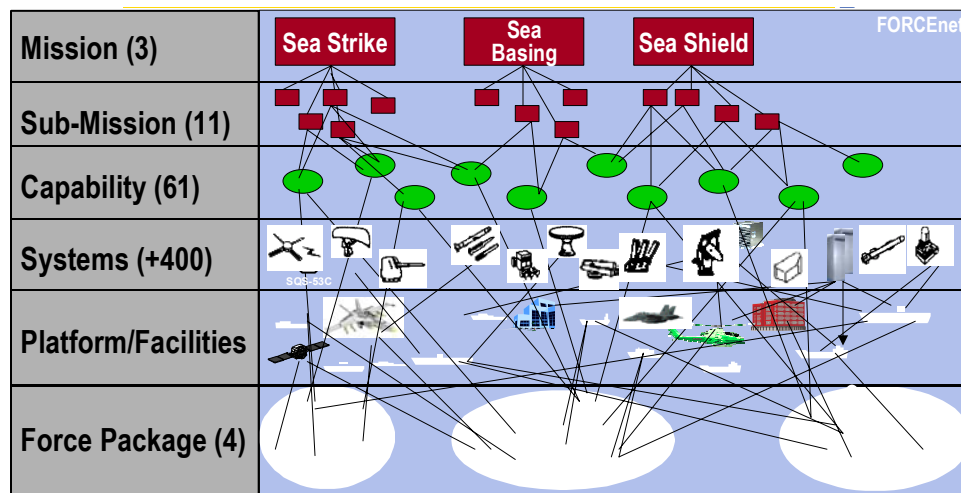 FORCEnet
Mission (3)
Sea Strike
Sea
Basing
Sea Shield
Sub-Mission (11)
Capability (61)
Systems (+400)
SQS-53C
Platform/Facilities
Force Package (4)